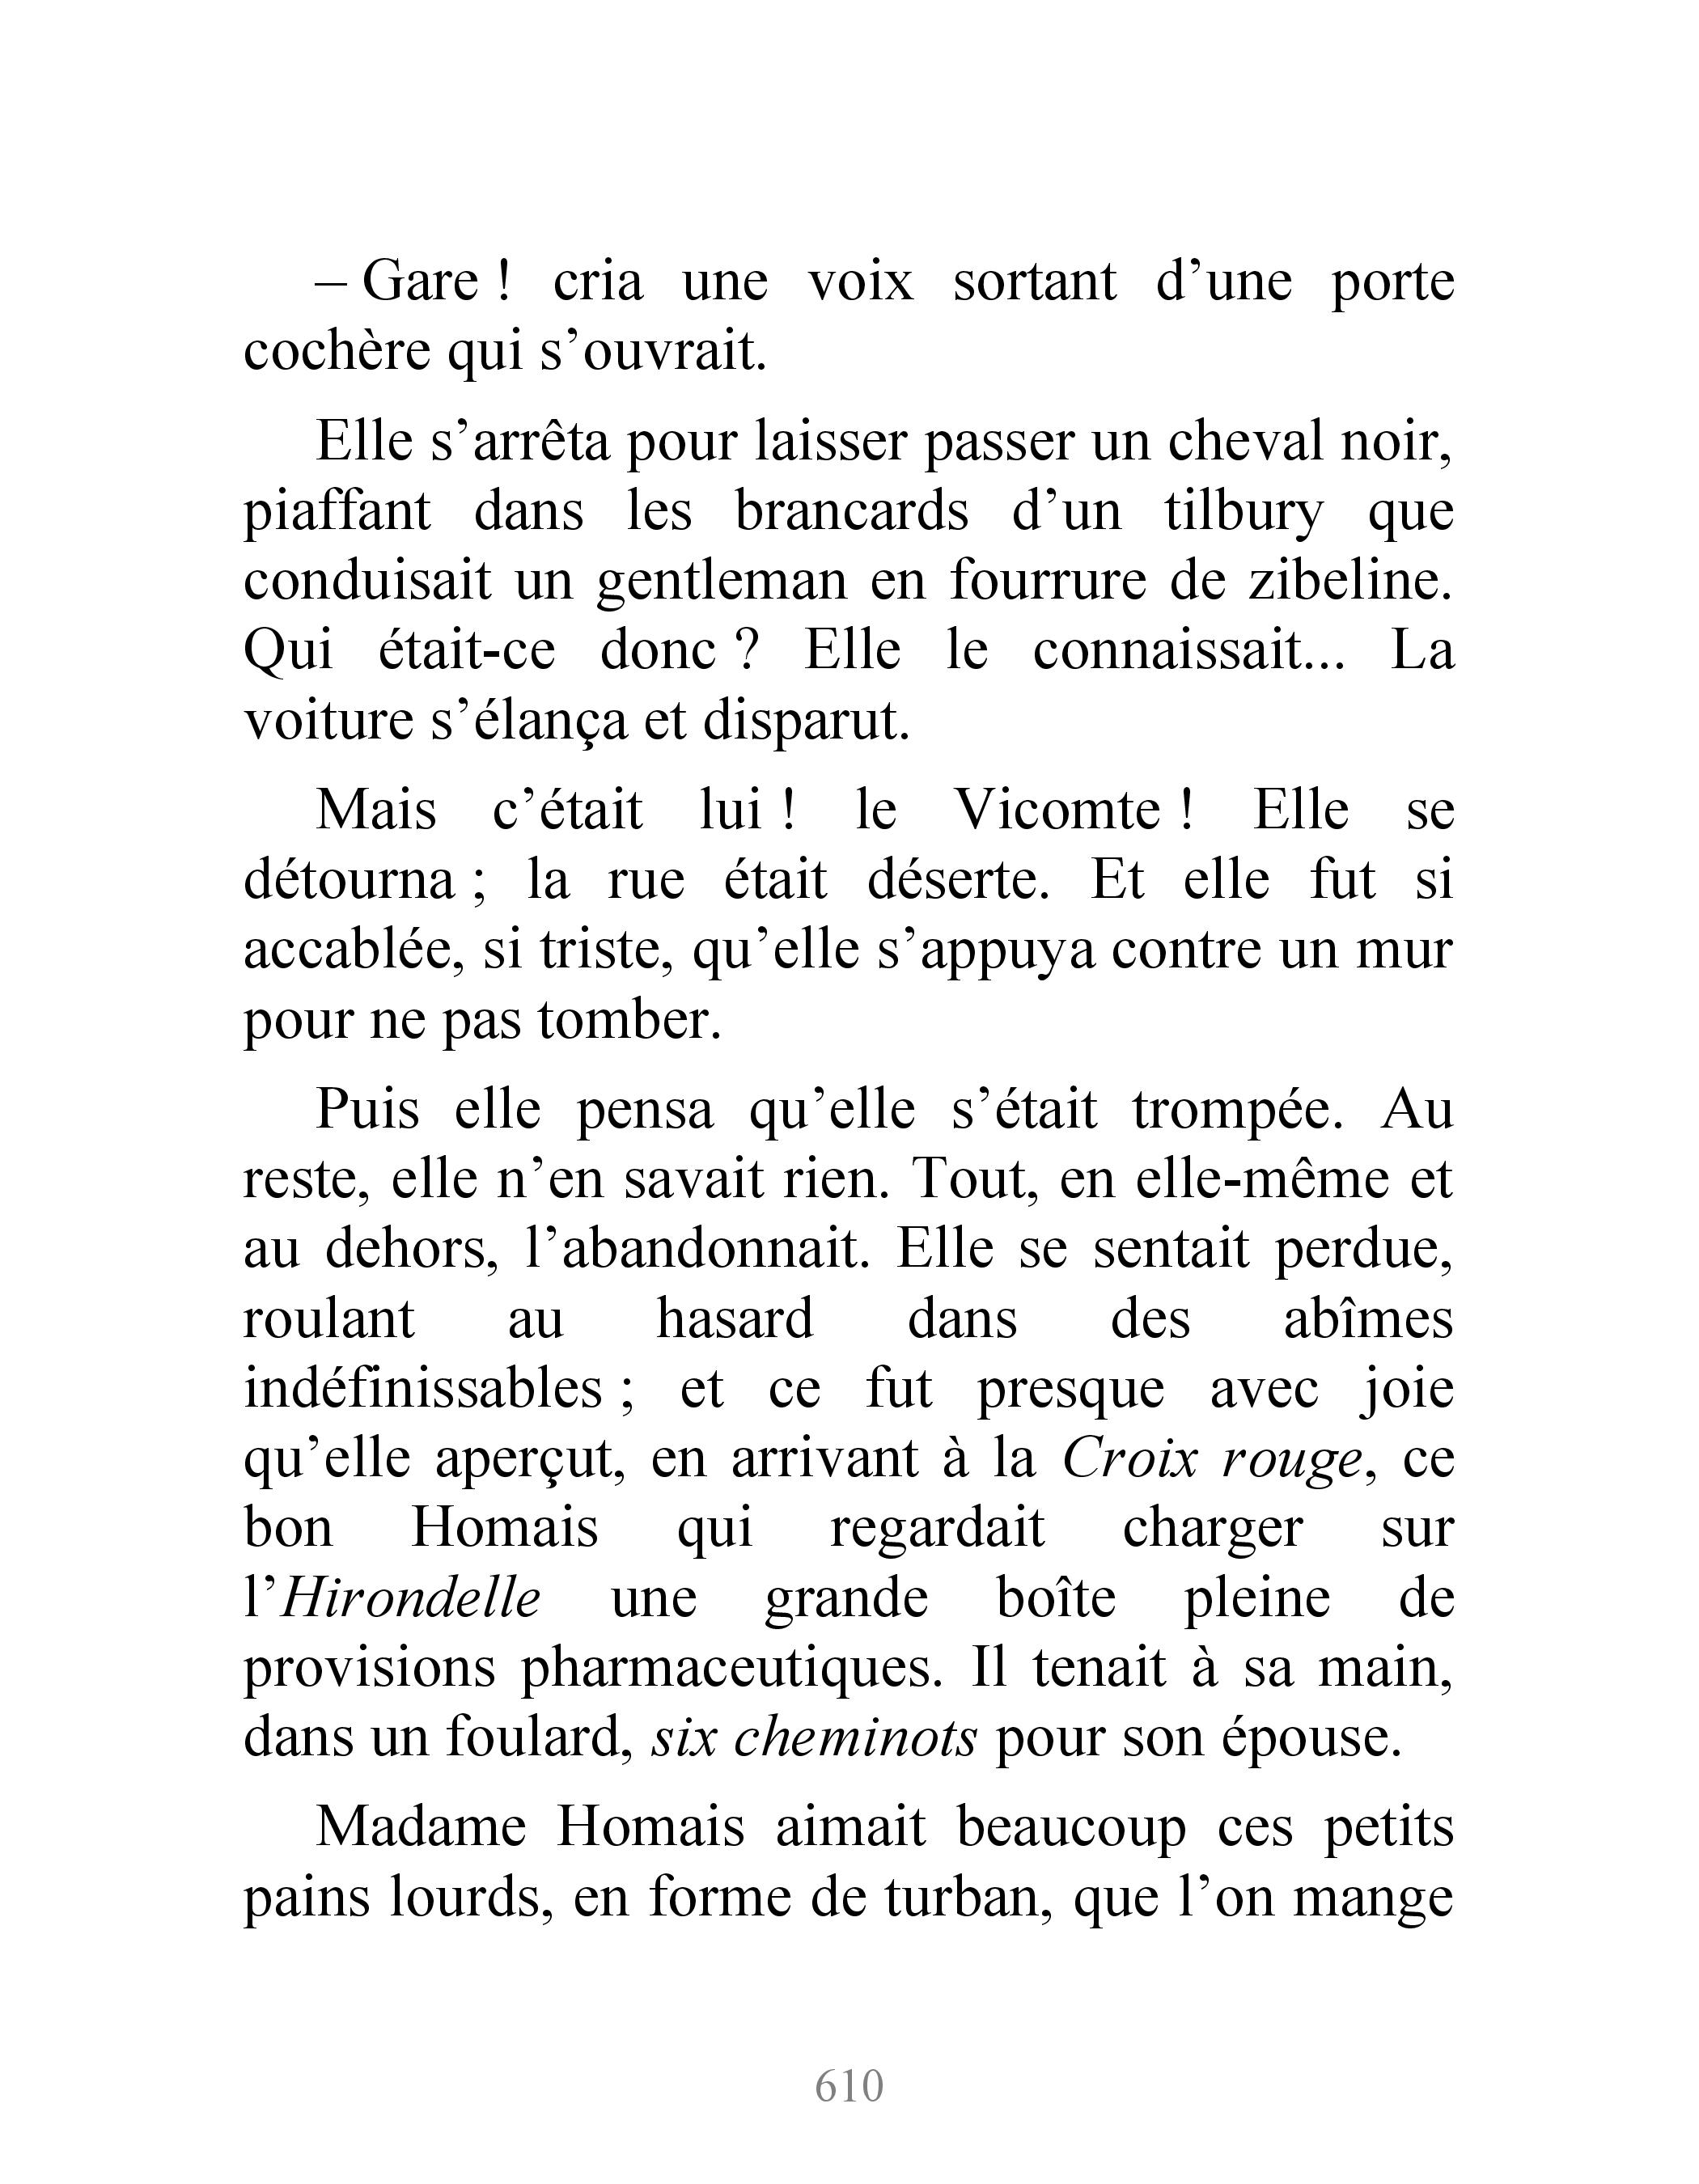 – Gare ! cria une voix sortant d’une porte
cochère qui s’ouvrait.
Elle s’arrêta pour laisser passer un cheval noir,
piaffant dans les brancards d’un tilbury que
conduisait un gentleman en fourrure de zibeline.
Qui était-ce donc ? Elle le connaissait... La
voiture s’élança et disparut.
Mais c’était lui ! le Vicomte ! Elle se
détourna ; la rue était déserte. Et elle fut si
accablée, si triste, qu’elle s’appuya contre un mur
pour ne pas tomber.
Puis elle pensa qu’elle s’était trompée. Au
reste, elle n’en savait rien. Tout, en elle-même et
au dehors, l’abandonnait. Elle se sentait perdue,
roulant au hasard dans des abîmes
indéfinissables ; et ce fut presque avec joie
qu’elle aperçut, en arrivant à la Croix rouge, ce
bon Homais qui regardait charger sur
l’Hirondelle une grande boîte pleine de
provisions pharmaceutiques. Il tenait à sa main,
dans un foulard, six cheminots pour son épouse.
Madame Homais aimait beaucoup ces petits
pains lourds, en forme de turban, que l’on mange
610